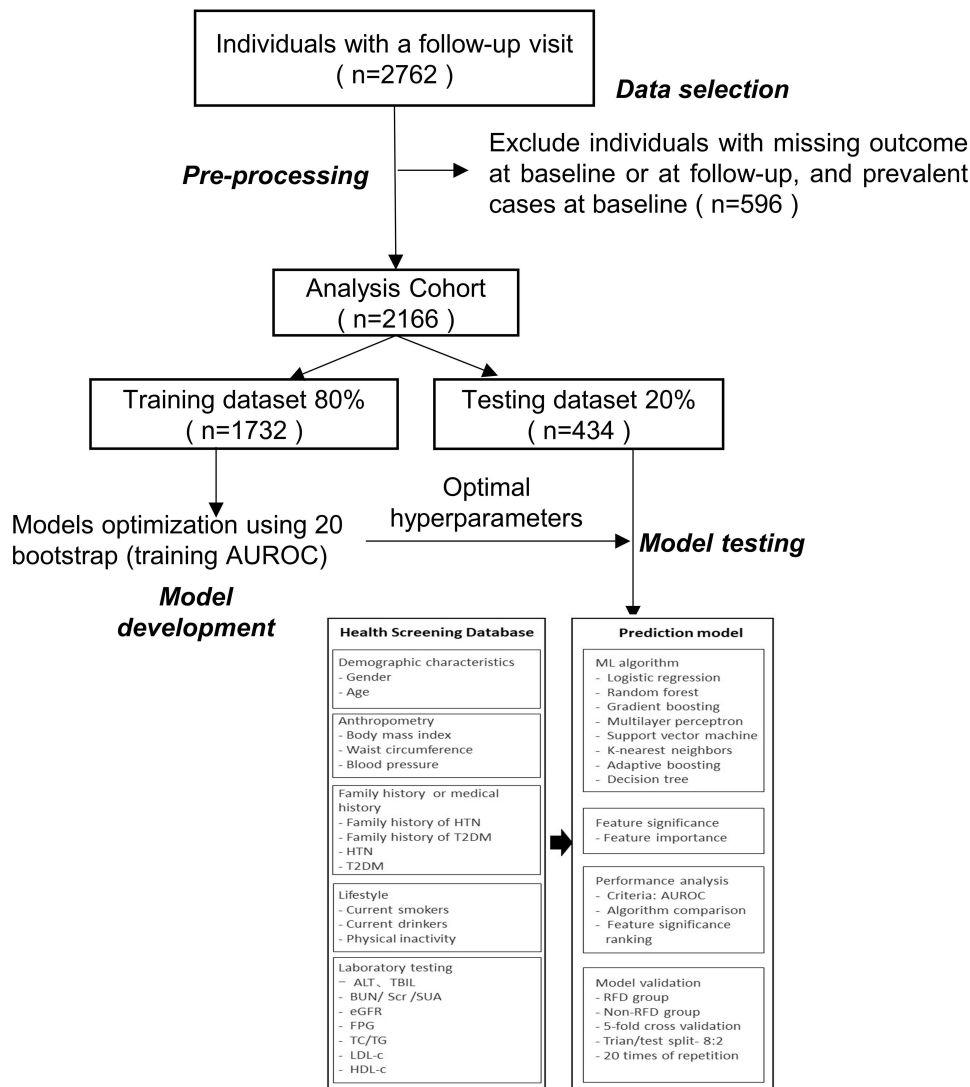 Individuals with a follow-up visit
( n=2762 )
Data selection
Pre-processing
Exclude individuals with missing outcome
at baseline or at follow-up, and prevalent
cases at baseline ( n=596 )
Analysis Cohort
( n=2166 )
Training dataset 80%
( n=1732 )
Testing dataset 20%
( n=434 )
Optimal
hyperparameters
Models optimization using 20
bootstrap (training AUROC)
Model testing
Model
development
Health Screening Database
Demographic characteristics
- Gender
- Age
Anthropometry
- Body mass index
- Waist circumference
- Blood pressure
Family history or medical
history
- Family history of HTN
- Family history of T2DM
- HTN
- T2DM
Lifestyle
- Current smokers
- Current drinkers
- Physical inactivity
Laboratory testing
– ALT、TBIL
- BUN/ Scr /SUA
- eGFR
- FPG
- TC/TG
- LDL-c
- HDL-c
Prediction model
ML algorithm
- Logistic regression
- Random forest
- Gradient boosting
- Multilayer perceptron
- Support vector machine
- K-nearest neighbors
- Adaptive boosting
- Decision tree
Feature significance
- Feature importance
Performance analysis
- Criteria: AUROC
- Algorithm comparison
- Feature significance
ranking
Model validation
- RFD group
- Non-RFD group
- 5-fold cross validation
- Trian/test split- 8:2
- 20 times of repetition